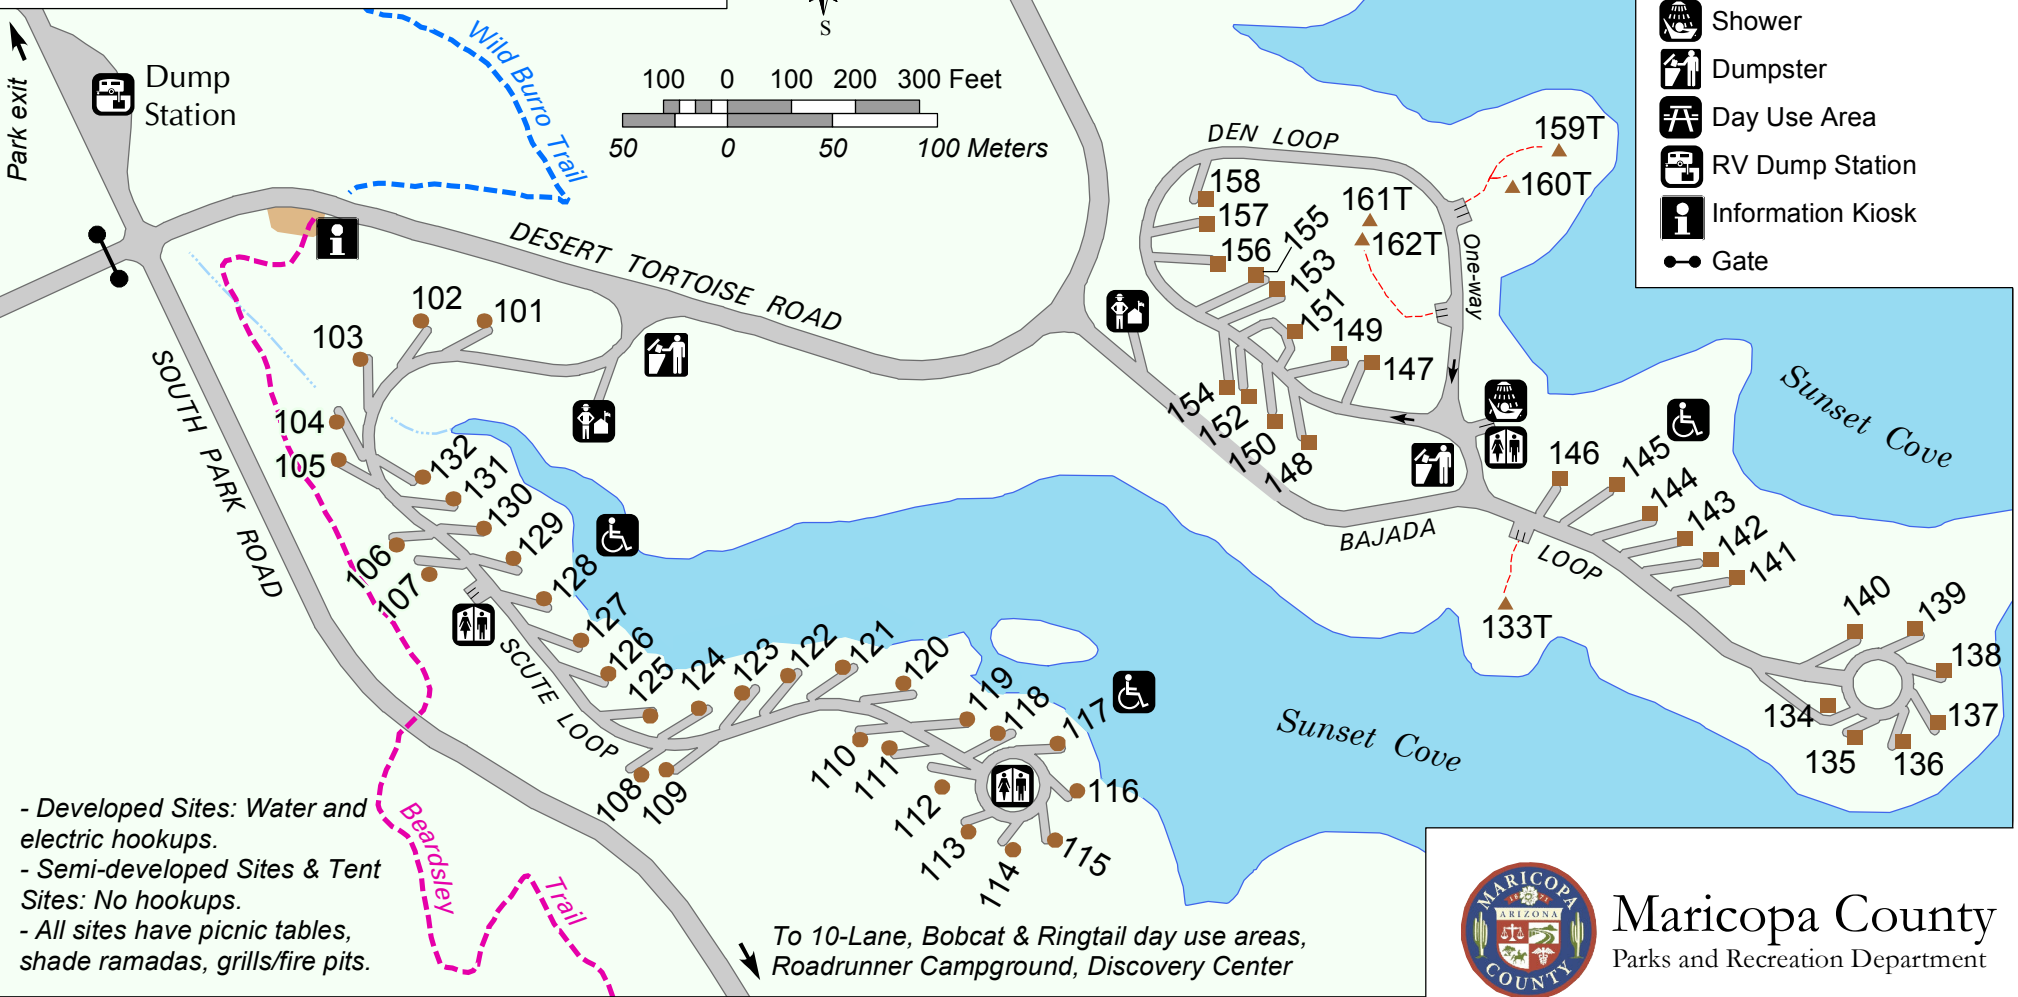 S
Park exit
Dump
Station
Wild Burro Trail
100 0 100 200 300 Feet
50 0 50 100 Meters
Shower
Dumpster
Day Use Area
RV Dump Station
Information Kiosk
Gate
DESERT TORTOISE ROAD
SOUTH PARK ROAD
DEN LOOP
One-way
BAJADA
LOOP
SCUTE LOOP
Sunset Cove
Sunset Cove
Beardsley
Trail
101
102
103
104
105
106
107
108
109
110
111
112
113
114
115
116
117
118
119
120
121
122
123
124
125
126
127
128
129
130
131
132
133T
134
135
136
137
138
139
140
141
142
143
144
145
146
147
148
149
150
151
152
153
154
155
156
157
158
159T
160T
161T
162T
- Developed Sites: Water and
electric hookups.
- Semi-developed Sites & Tent
Sites: No hookups.
- All sites have picnic tables,
shade ramadas, grills/fire pits.
To 10-Lane, Bobcat & Ringtail day use areas,
Roadrunner Campground, Discovery Center
MARICOPA
ARIZONA
COUNTY
Maricopa County
Parks and Recreation Department